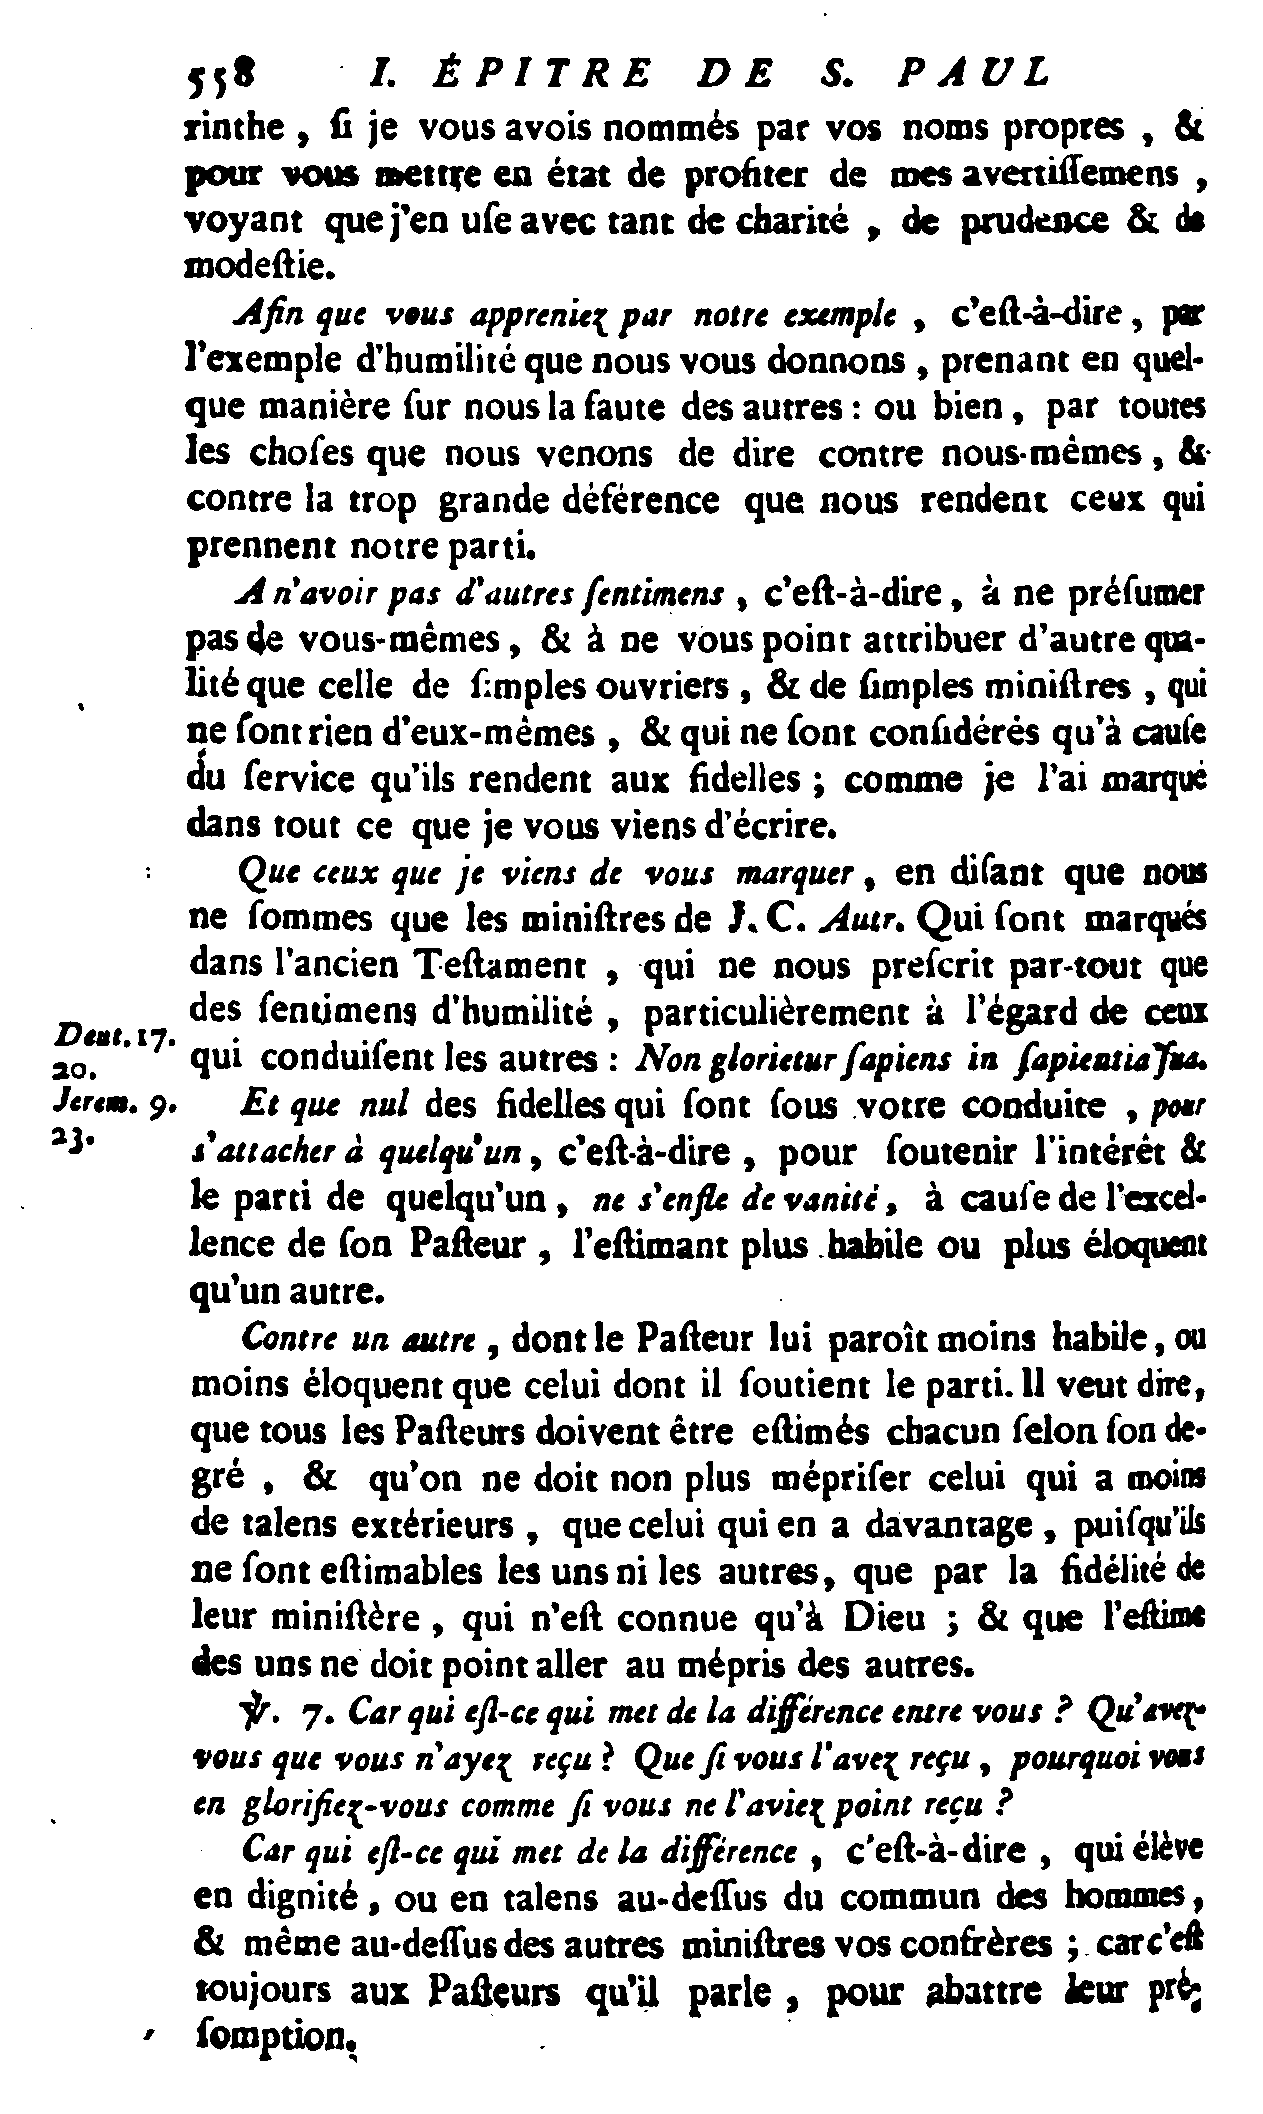 558 I. ÉPITRE DE S. PAUL
rinthe, ſi je vous avois nommés par vos noms propres, &
pour vous mettre en état de profiter de mes avertiſſemens,
voyant que j'en uſe avec tant de charité, de prudence & de
modeſtie.
Afin que vous appreniez par notre exemple, c'eſt-à-dire, par
l'exemple d'humilité que nous vous donnons, prenant en quel-
que manière ſur nous la faute des autres : ou bien, par toutes
les choſes que nous venons de dire contre nous-mêmes, &
contre la trop grande déférence que nous rendent ceux qui
prennent notre parti.
A n'avoir pas d'autres ſentimens, c'eſt-à-dire, à ne préſumer
pas de vous-mêmes, & à ne vous point attribuer d'autre qua-
lité que celle de ſimples ouvriers, & de ſimples miniſtres, qui
ne ſont rien d'eux-mêmes, & qui ne ſont conſidérés qu'à cauſe
du ſervice qu'ils rendent aux fidelles ; comme je l'ai marqué
dans tout ce que je vous viens d'écrire.
Que ceux que je viens de vous marquer, en diſant que nous
ne ſommes que les miniſtres de J. C. Autr. Qui ſont marqués
dans l'ancien Teſtament, qui ne nous preſcrit par-tout que
des ſentimens d'humilité, particulièrement à l'égard de ceux
Deut. 17.
20.
qui conduiſent les autres : Non glorietur ſapiens in ſapientia ſua.
Jerem. 9.
23.
Et que nul des fidelles qui ſont ſous votre conduite, pour
s'attacher à quelqu'un, c'eſt-à-dire, pour ſoutenir l'intérêt &
le parti de quelqu'un, ne s'enfle de vanité, à cauſe de l'excel-
lence de ſon Paſteur, l'eſtimant plus habile ou plus éloquent
qu'un autre.
Contre un autre, dont le Paſteur lui paroît moins habile, ou
moins éloquent que celui dont il ſoutient le parti. Il veut dire,
que tous les Paſteurs doivent être eſtimés chacun ſelon ſon de-
gré, & qu'on ne doit non plus mépriſer celui qui a moins
de talens extérieurs, que celui qui en a davantage, puiſqu'ils
ne ſont eſtimables les uns ni les autres, que par la fidélité de
leur miniſtère, qui n'eſt connue qu'à Dieu ; & que l'eſtime
des uns ne doit point aller au mépris des autres.
℣. 7. Car qui eſt-ce qui met de la différence entre vous ? Qu'avez-
vous que vous n'ayez reçu ? Que ſi vous l'avez reçu, pourquoi vous
en glorifiez-vous comme ſi vous ne l'aviez point reçu ?
Car qui eſt-ce qui met de la différence, c'eſt-à-dire, qui élève
en dignité, ou en talens au-deſſus du commun des hommes,
& même au-deſſus des autres miniſtres vos confrères ; car c'eſt
toujours aux Paſteurs qu'il parle, pour abattre leur pré-
ſomption.